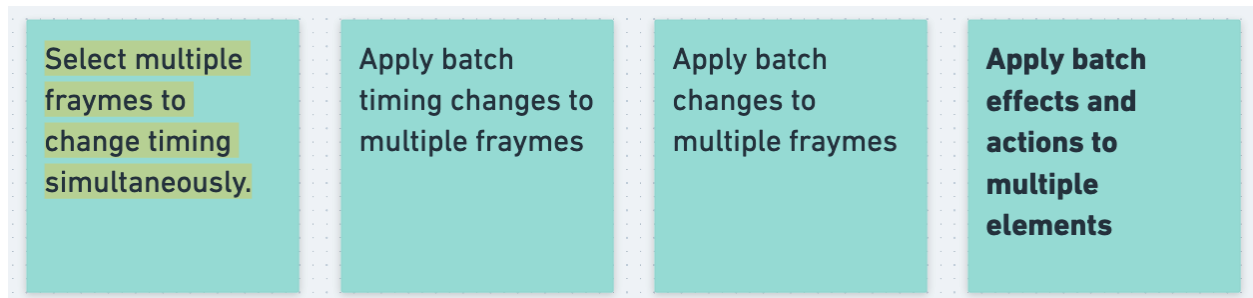 Select multiple
fraymes to
change timing
simultaneously.
Apply batch
timing changes to
multiple fraymes
Apply batch
changes to
multiple fraymes
Apply batch
effects and
actions to
multiple
elements